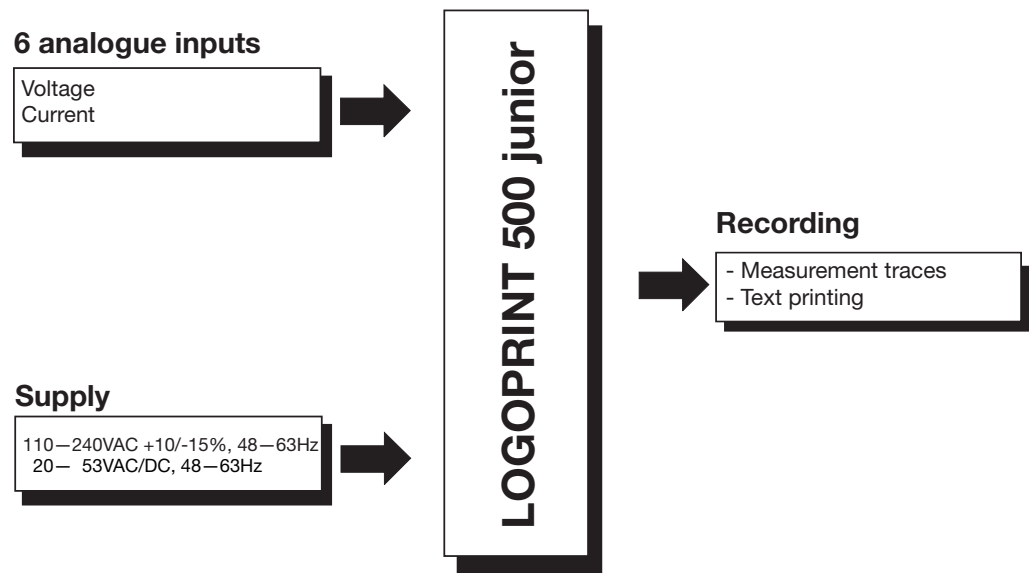 6 analogue inputs
Voltage
Current
LOGOPRINT 500 junior
Recording
- Measurement traces
- Text printing
Supply
110—240VAC +10/-15%, 48—63Hz
20— 53VAC/DC, 48—63Hz